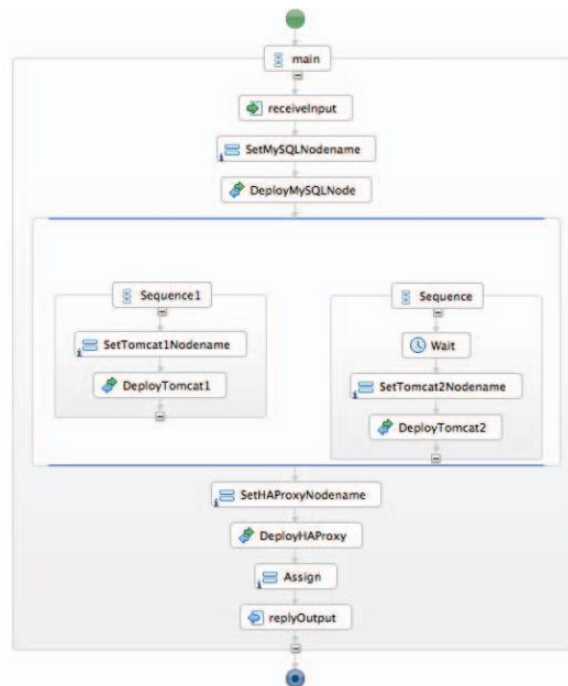 main
receiveInput
SetMySQLNodename
DeployMySQLNode
Sequence1
SetTomcat1Nodename
DeployTomcat1
Sequence
Wait
SetTomcat2Nodename
DeployTomcat2
SetHAProxyNodename
DeployHAProxy
Assign
replyOutput